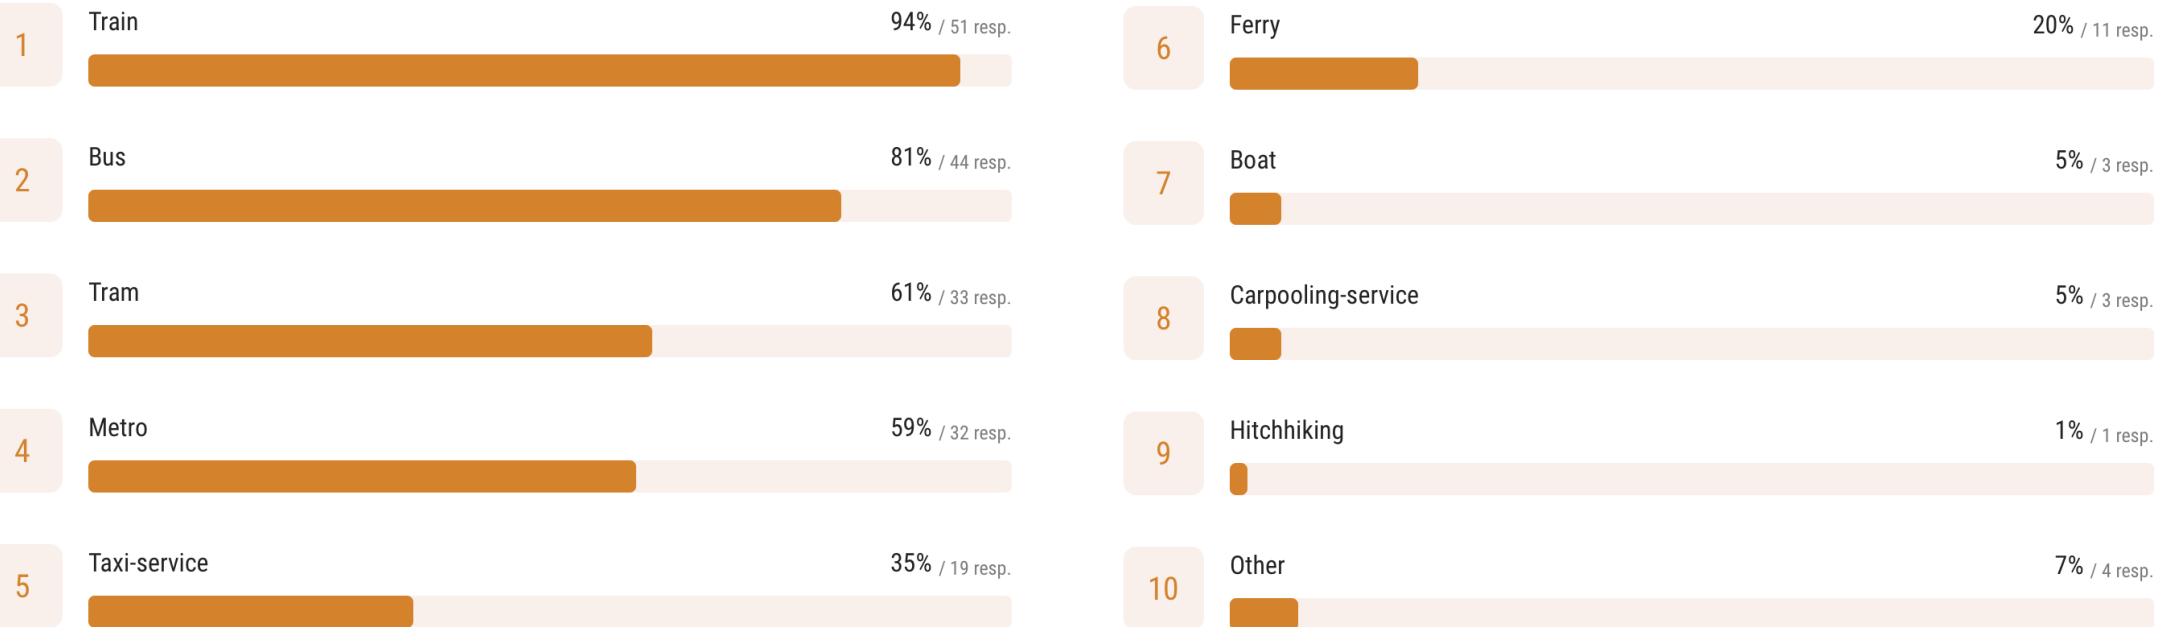 1
Train 94% / 51 resp.
2
Bus 81% / 44 resp.
3
Tram 61% / 33 resp.
4
Metro 59% / 32 resp.
5
Taxi-service 35% / 19 resp.
6
Ferry 20% / 11 resp.
7
Boat 5% / 3 resp.
8
Carpooling-service 5% / 3 resp.
9
Hitchhiking 1% / 1 resp.
10
Other 7% / 4 resp.